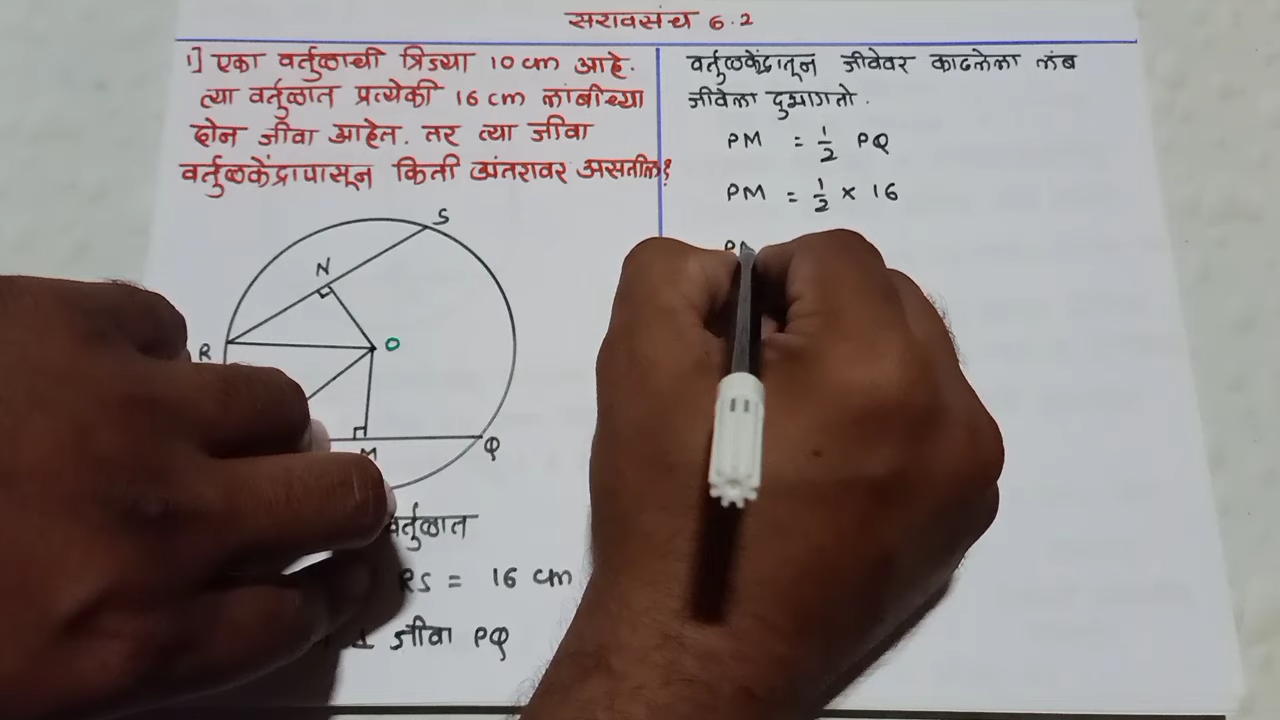 सरावसंच 6.2
1] एका वर्तुळाची त्रिज्या 10 cm आहे.
त्या वर्तुळात प्रत्येकी 16 cm लांबीच्या
दोन जीवा आहेत. तर त्या जीवा
वर्तुळकेंद्रापासून किती अंतरावर असतील?
S
N
R
O
M
Q
वर्तुळात
RS = 16 cm
जीवा PQ
वर्तुळकेंद्रातून जीवेवर काढलेला लंब
जीवेला दुभागतो.
PM = 1/2 PQ
PM = 1/2 × 16